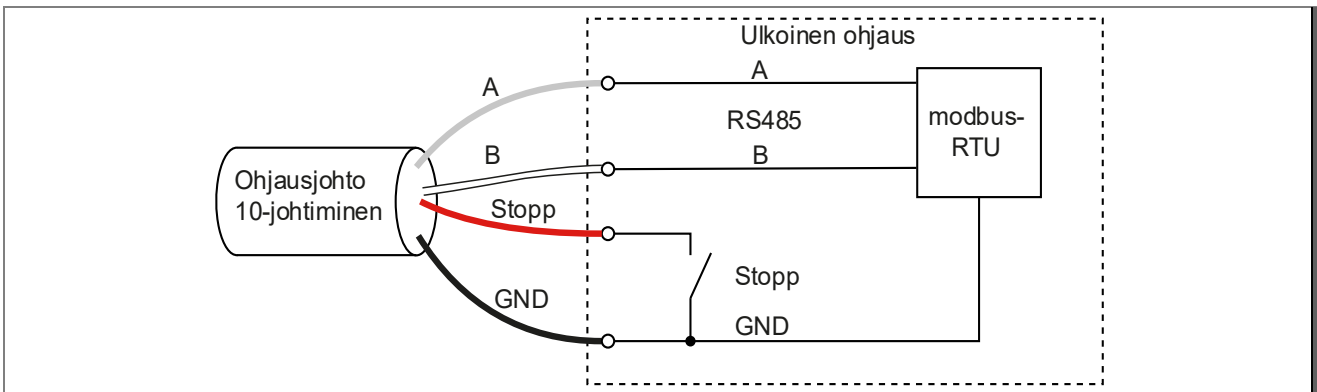 Ulkoinen ohjaus
A
A
RS485
modbus-
RTU
B
B
Ohjausjohto
10-johtiminen
Stopp
Stopp
GND
GND